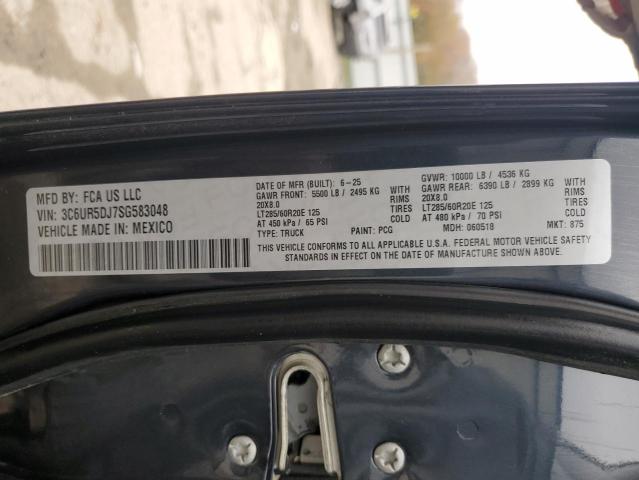 MFD BY: FCA US LLC
VIN: 3C6UR5DJ7SG583048
VEHICLE MADE IN: MEXICO
DATE OF MFR (BUILT): 6-25
GAWR FRONT: 5500 LB / 2495 KG
WITH
20X8.0
RIMS
LT285/60R20E 125
TIRES
AT 450 kPa / 65 PSI
COLD
TYPE: TRUCK
PAINT: PCG
GVWR: 10000 LB / 4536 KG
GAWR REAR: 6390 LB / 2899 KG
WITH
20X8.0
RIMS
LT285/60R20E 125
TIRES
AT 480 kPa / 70 PSI
COLD
MDH: 060518
MKT: 875
THIS VEHICLE CONFORMS TO ALL APPLICABLE U.S.A. FEDERAL MOTOR VEHICLE SAFETY
STANDARDS IN EFFECT ON THE DATE OF MANUFACTURE SHOWN ABOVE.